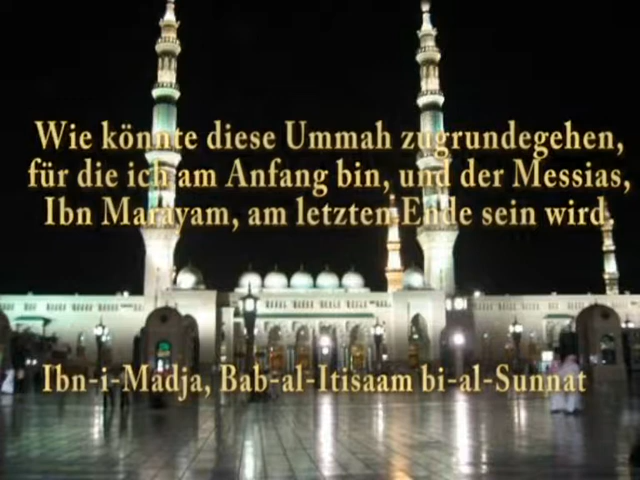 Wie könnte diese Ummah zugrundegehen,
für die ich am Anfang bin, und der Messias,
Ibn Marayam, am letzten Ende sein wird.
Ibn-i-Madja, Bab-al-Itisaam bi-al-Sunnat